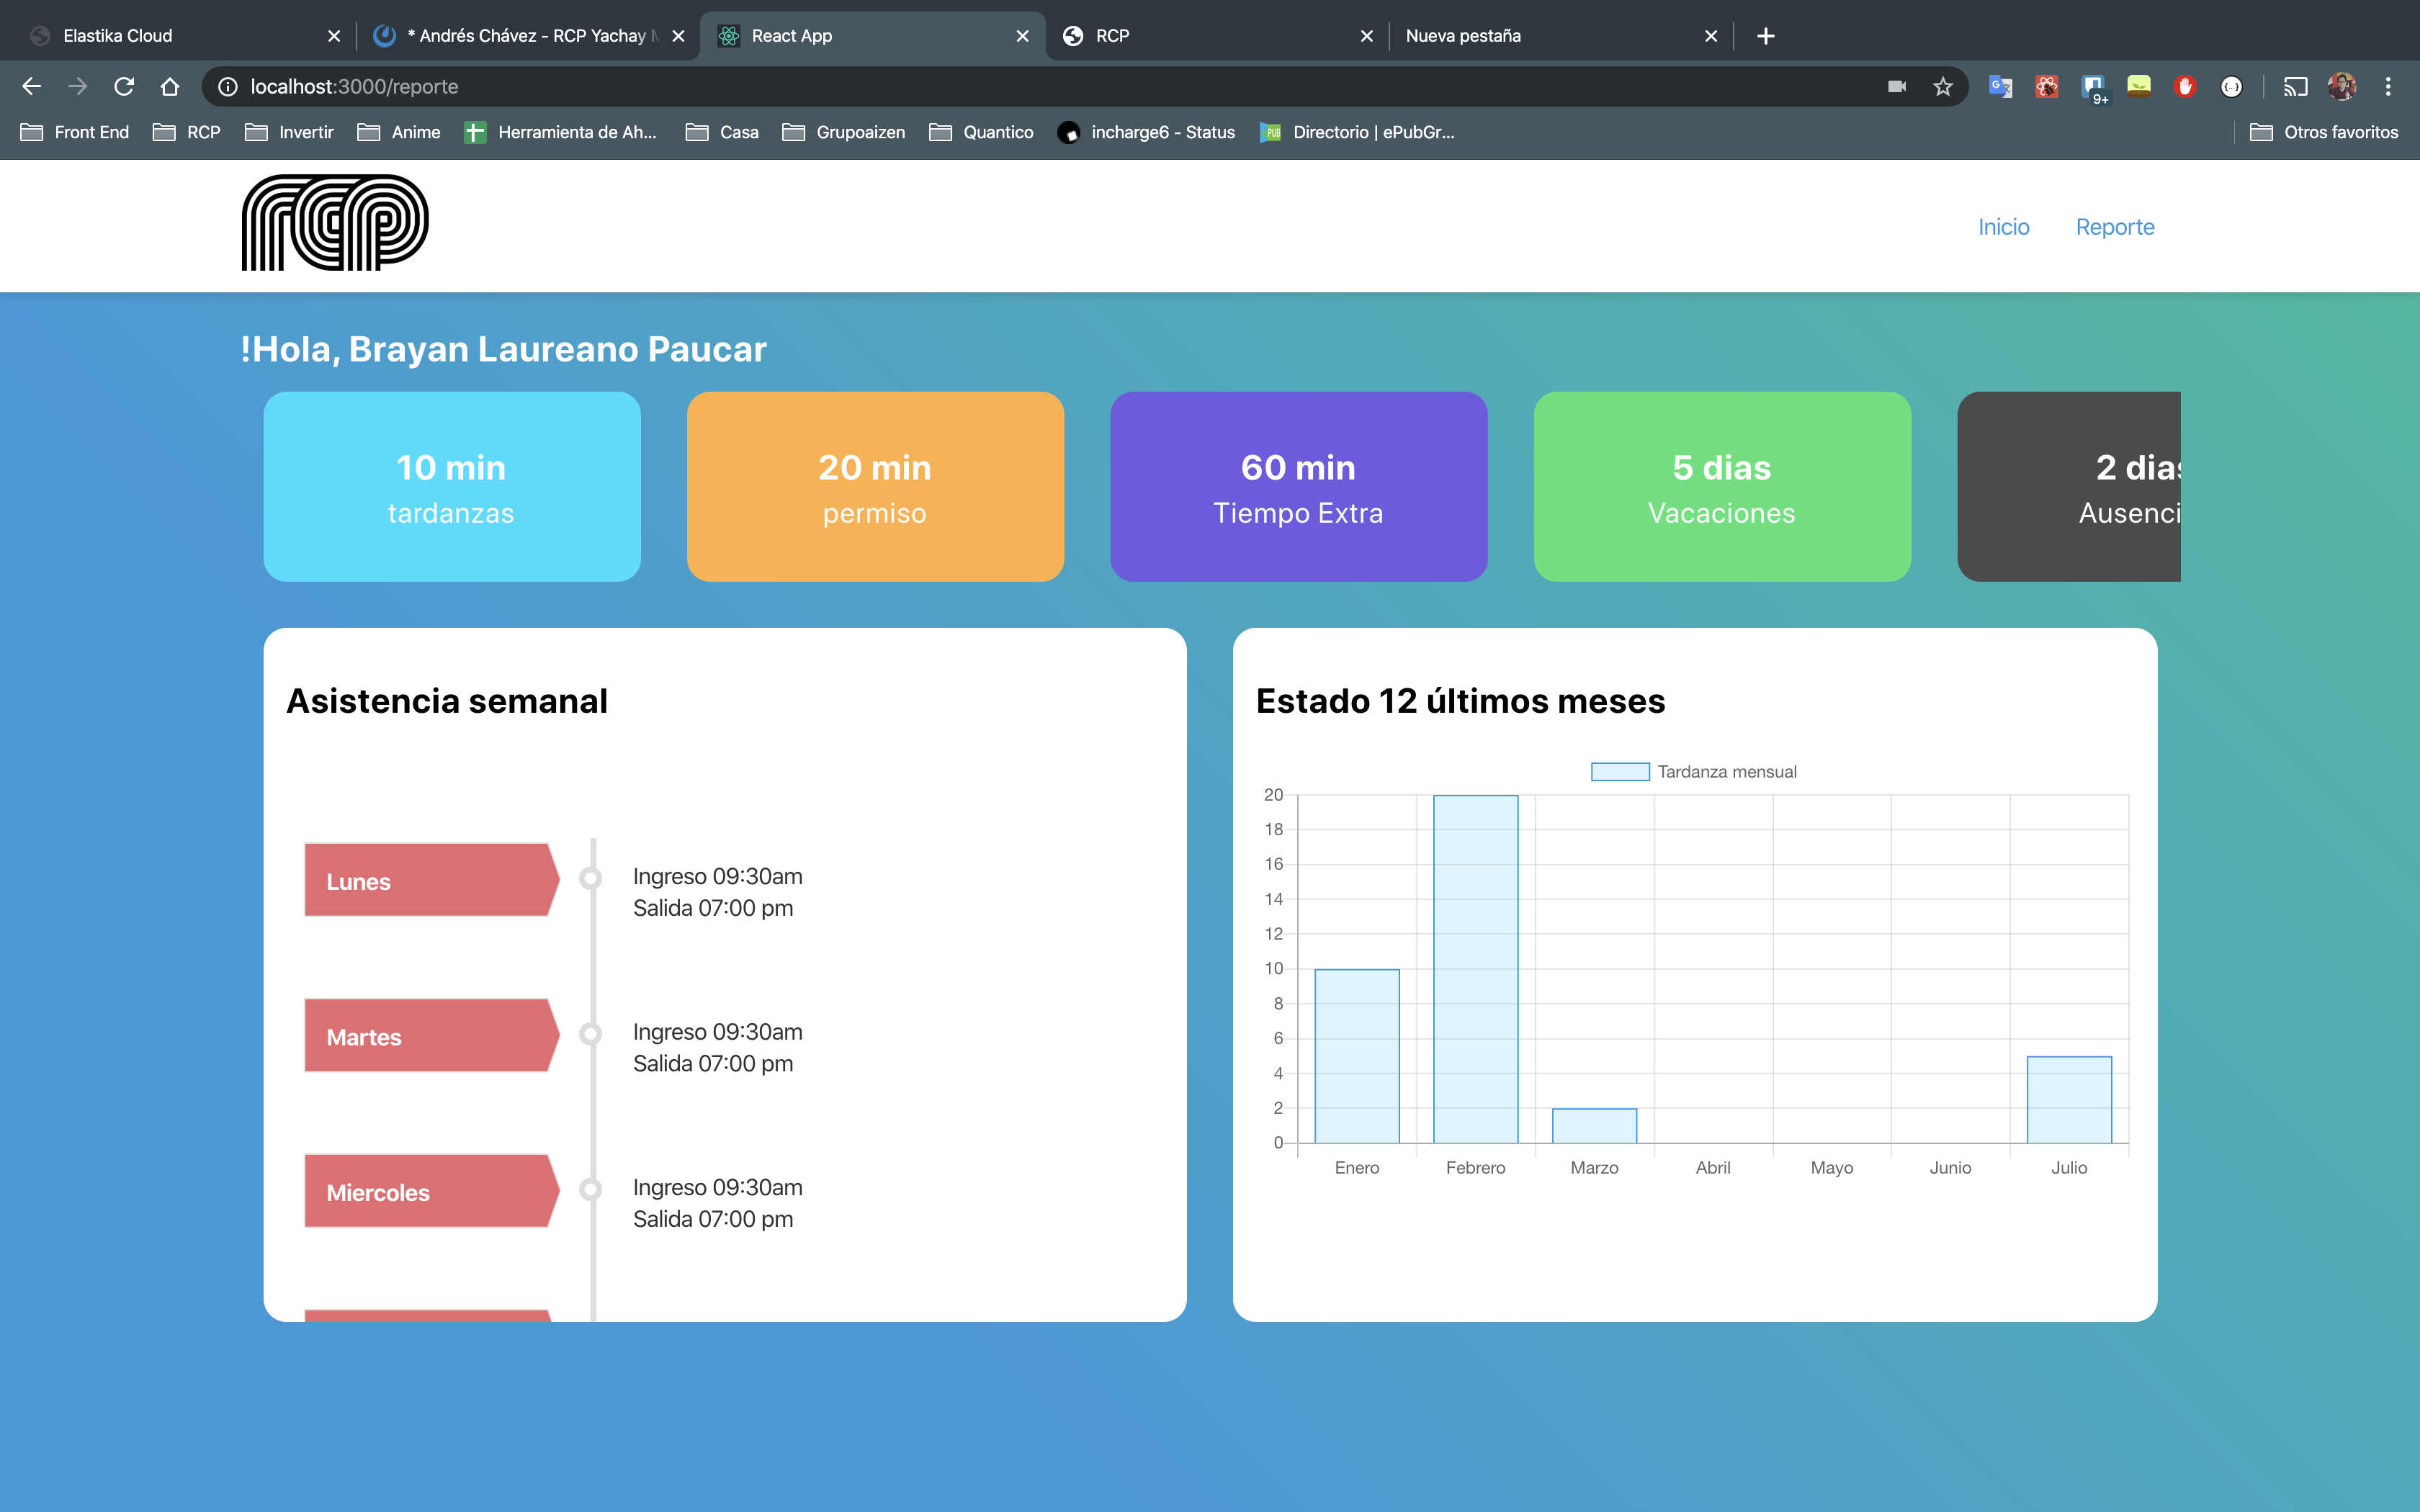 Elastika Cloud
* Andrés Chávez - RCP Yachay
React App
RCP
Nueva pestaña
localhost:3000/reporte
9+
Front End
RCP
Invertir
Anime
Herramienta de Ah...
Casa
Grupoaizen
Quantico
incharge6 - Status
Directorio | ePubGr...
Otros favoritos
rcp
Inicio
Reporte
!Hola, Brayan Laureano Paucar
10 min
tardanzas
20 min
permiso
60 min
Tiempo Extra
5 dias
Vacaciones
2 dias
Ausenci
Asistencia semanal
Lunes
Ingreso 09:30am
Salida 07:00 pm
Martes
Ingreso 09:30am
Salida 07:00 pm
Miercoles
Ingreso 09:30am
Salida 07:00 pm
Estado 12 últimos meses
Tardanza mensual
20
18
16
14
12
10
8
6
4
2
0
Enero
Febrero
Marzo
Abril
Mayo
Junio
Julio